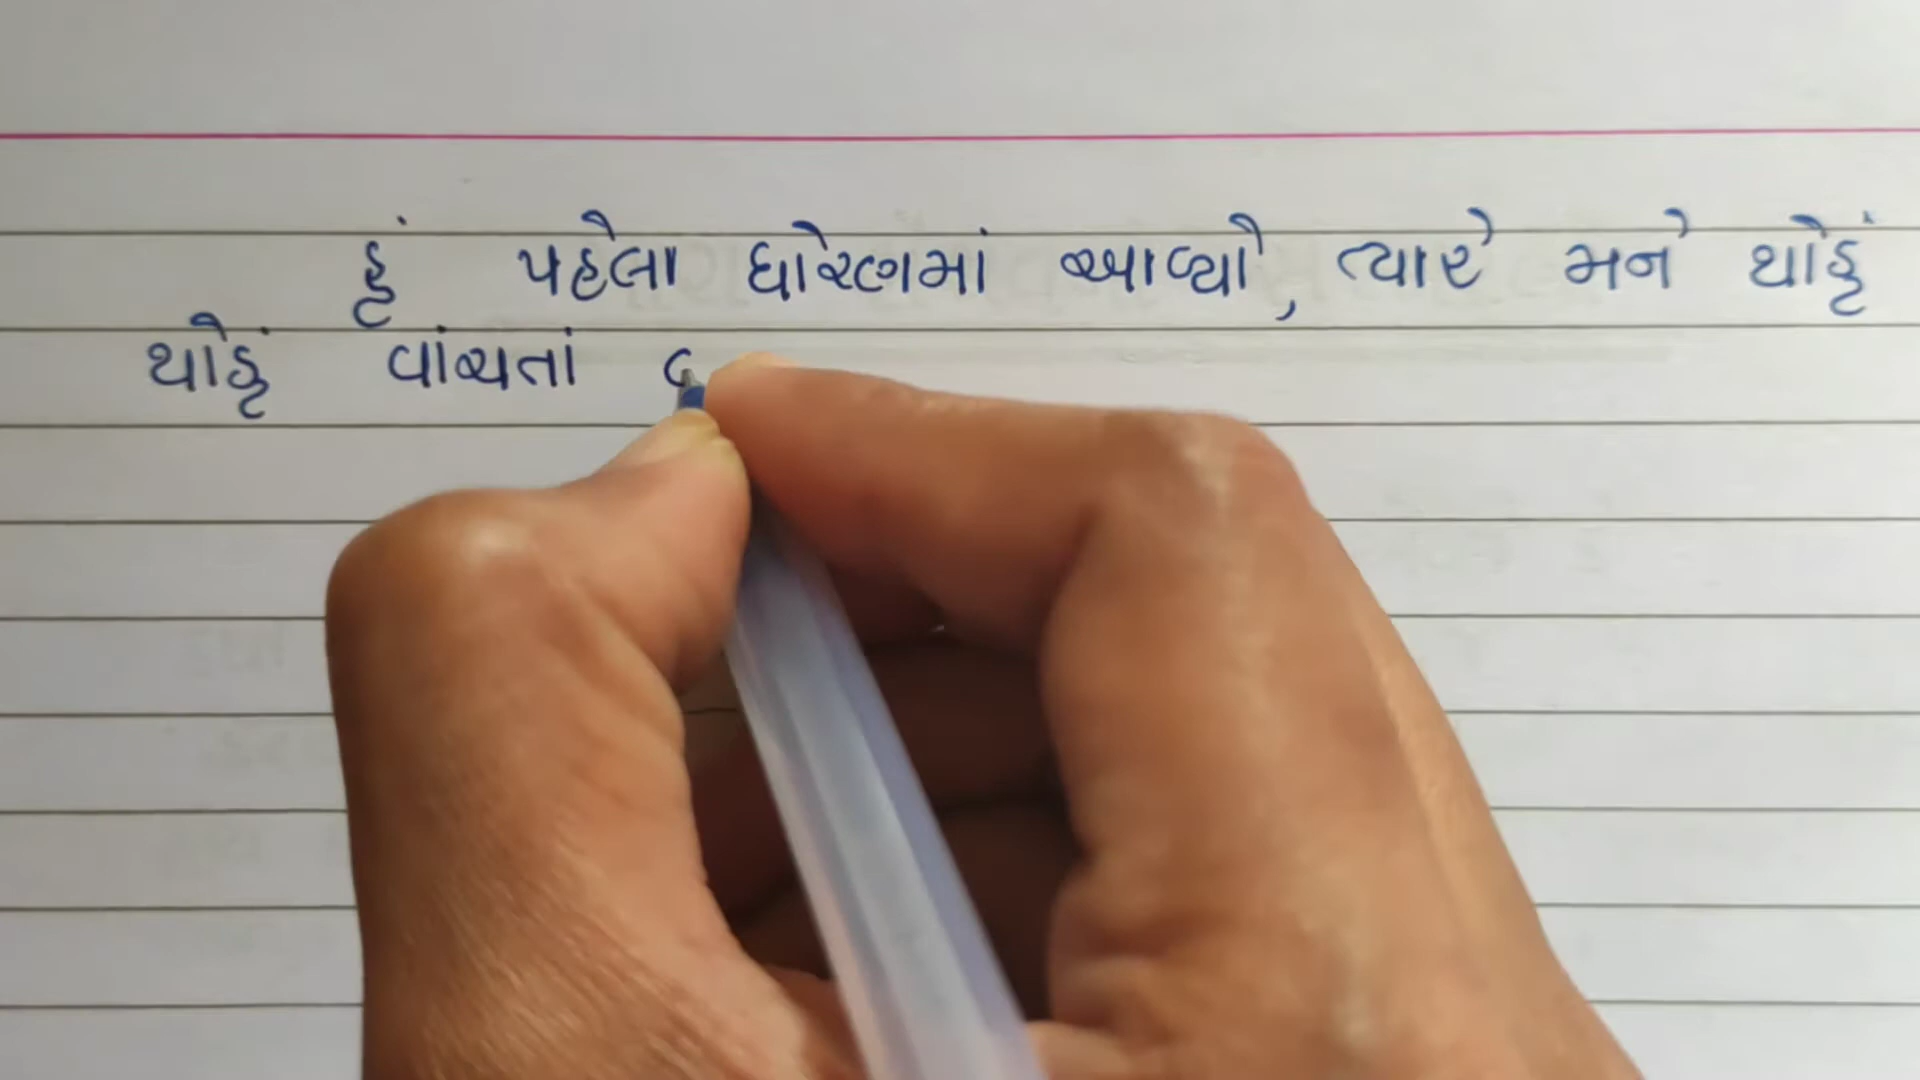 હું પહેલા ધોરણમાં આવ્યો, ત્યારે મને થોડું
થોડું વાંચતાં